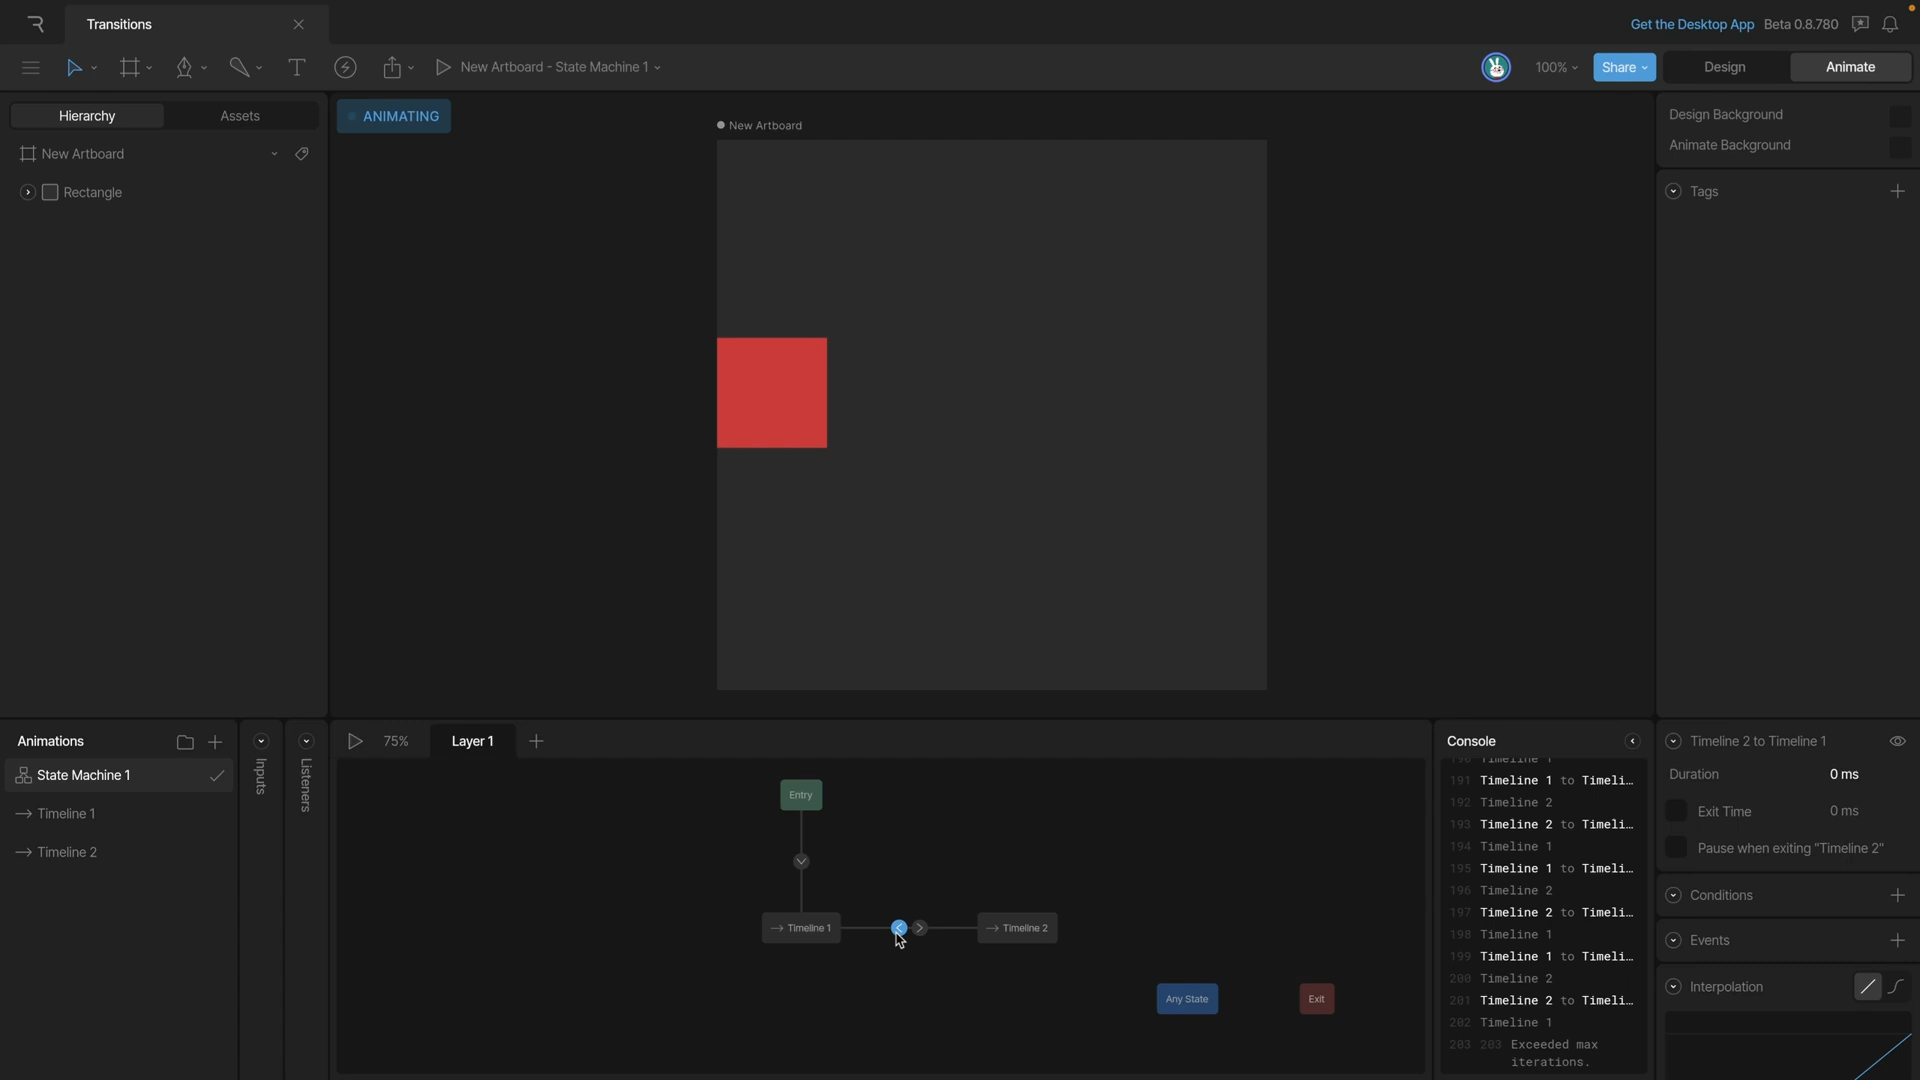 Transitions
Get the Desktop App Beta 0.8.780
New Artboard - State Machine 1
100%
Share
Design
Animate
Hierarchy
Assets
ANIMATING
New Artboard
New Artboard
Rectangle
Design Background
Animate Background
Tags
Animations
State Machine 1
Timeline 1
Timeline 2
Inputs
Listeners
75%
Layer 1
Entry
Timeline 1
Timeline 2
Any State
Exit
Console
191 Timeline 1 to Timeli...
192 Timeline 2
193 Timeline 2 to Timeli...
194 Timeline 1
195 Timeline 1 to Timeli...
196 Timeline 2
197 Timeline 2 to Timeli...
198 Timeline 1
199 Timeline 1 to Timeli...
200 Timeline 2
201 Timeline 2 to Timeli...
202 Timeline 1
203 203 Exceeded max
iterations.
Timeline 2 to Timeline 1
Duration 0 ms
Exit Time 0 ms
Pause when exiting "Timeline 2"
Conditions
Events
Interpolation